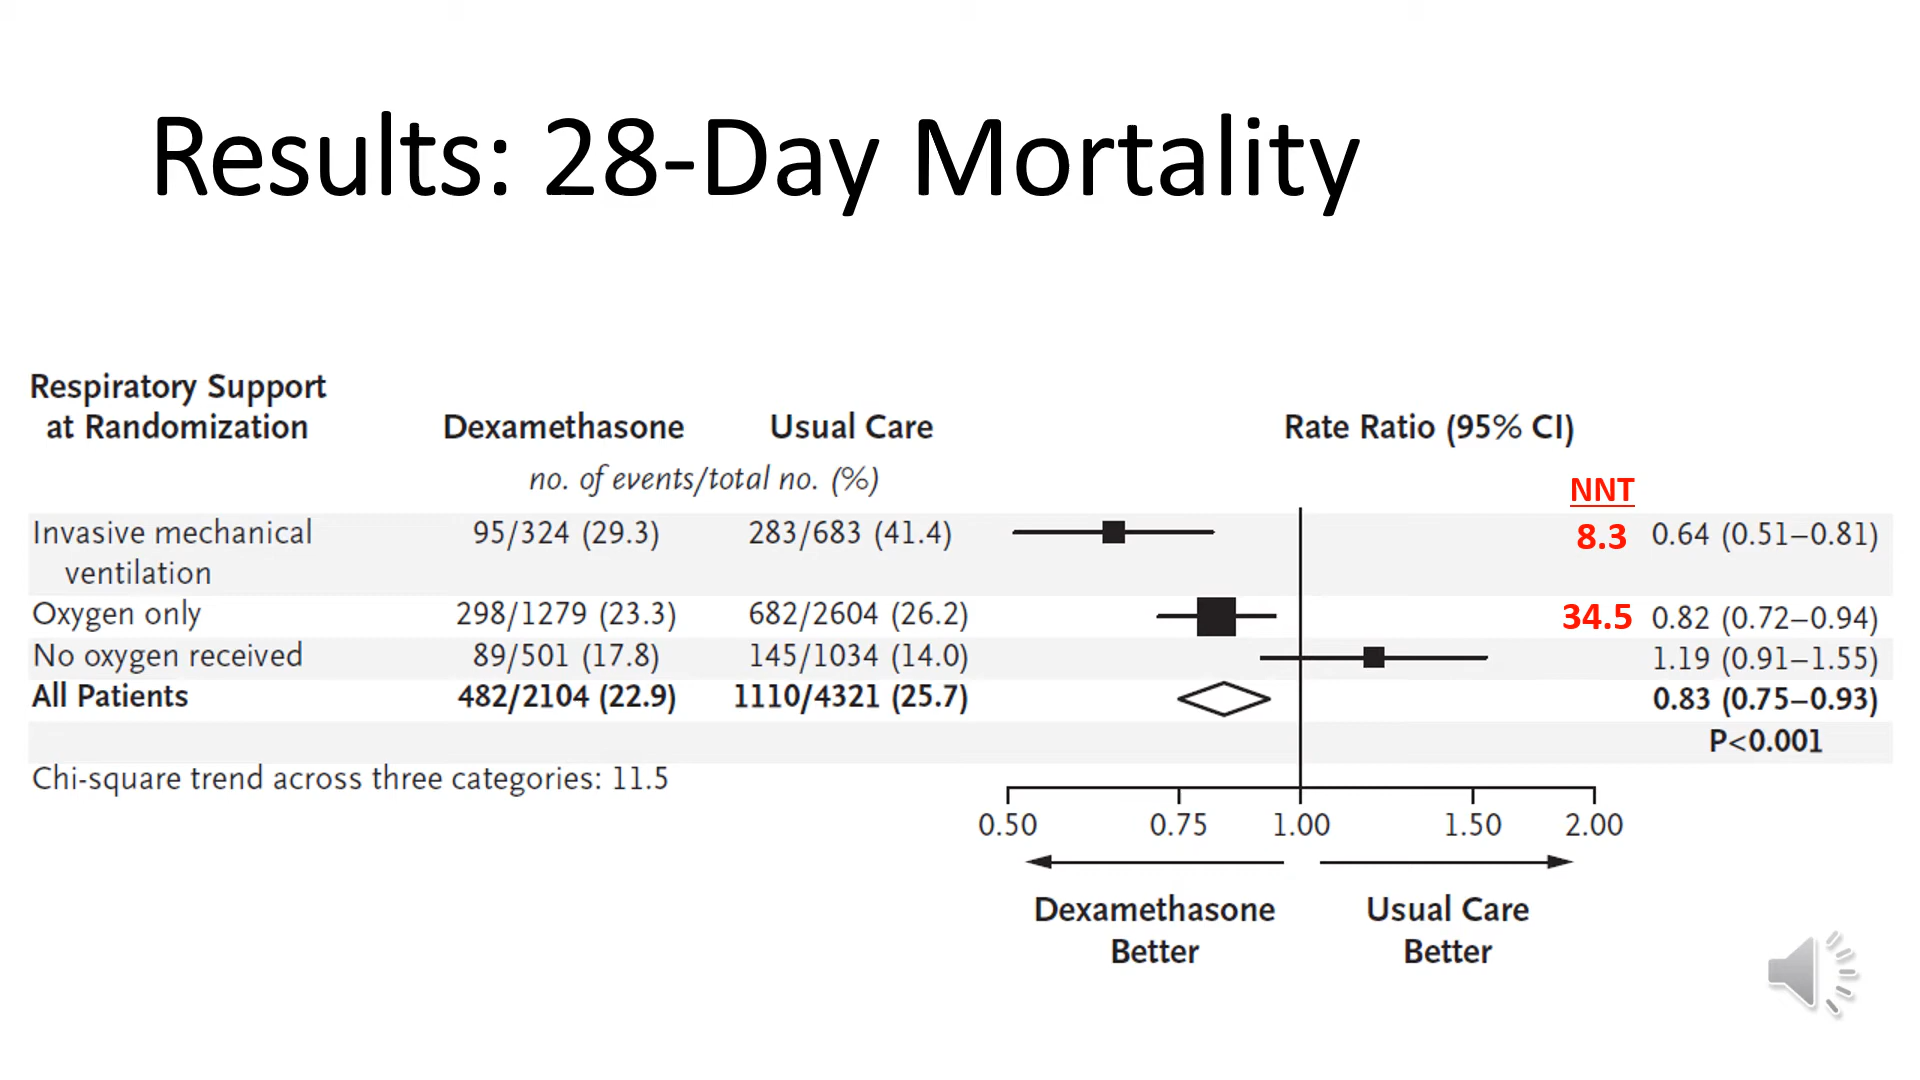 Results: 28-Day Mortality
Respiratory Support
at Randomization
Dexamethasone
Usual Care
Rate Ratio (95% CI)
no. of events/total no. (%)
NNT
Invasive mechanical
ventilation
95/324 (29.3)
283/683 (41.4)
8.3
0.64 (0.51–0.81)
Oxygen only
298/1279 (23.3)
682/2604 (26.2)
34.5
0.82 (0.72–0.94)
No oxygen received
89/501 (17.8)
145/1034 (14.0)
1.19 (0.91–1.55)
All Patients
482/2104 (22.9)
1110/4321 (25.7)
0.83 (0.75–0.93)
P<0.001
Chi-square trend across three categories: 11.5
0.50 0.75 1.00 1.50 2.00
Dexamethasone
Better
Usual Care
Better